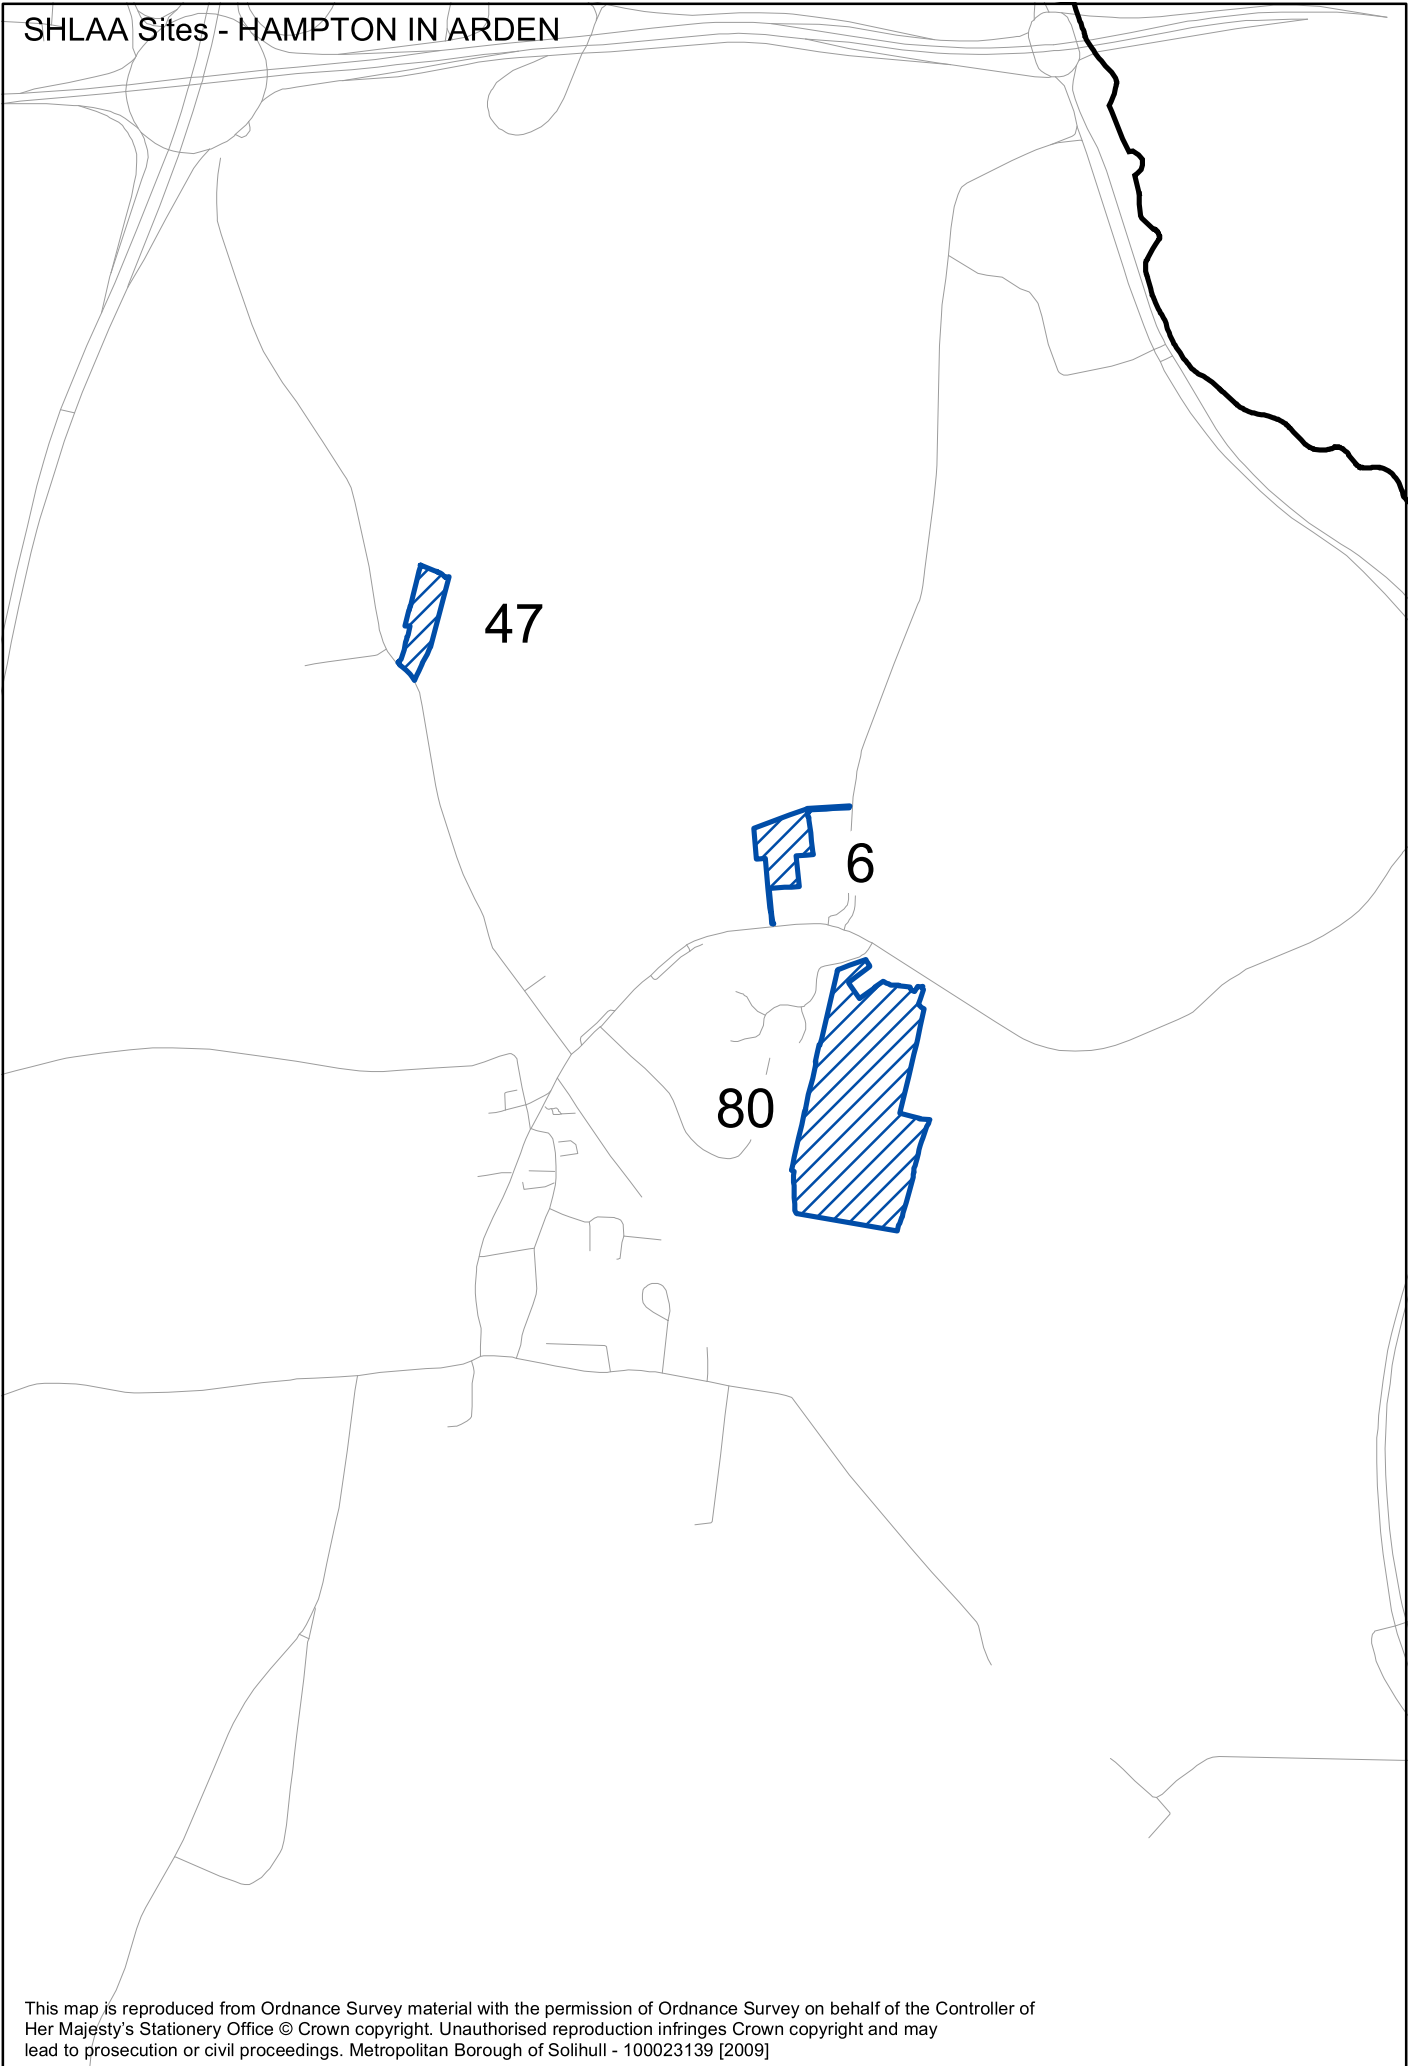 SHLAA Sites - HAMPTON IN ARDEN
47
6
80
This map is reproduced from Ordnance Survey material with the permission of Ordnance Survey on behalf of the Controller of
Her Majesty’s Stationery Office © Crown copyright. Unauthorised reproduction infringes Crown copyright and may
lead to prosecution or civil proceedings. Metropolitan Borough of Solihull - 100023139 [2009]